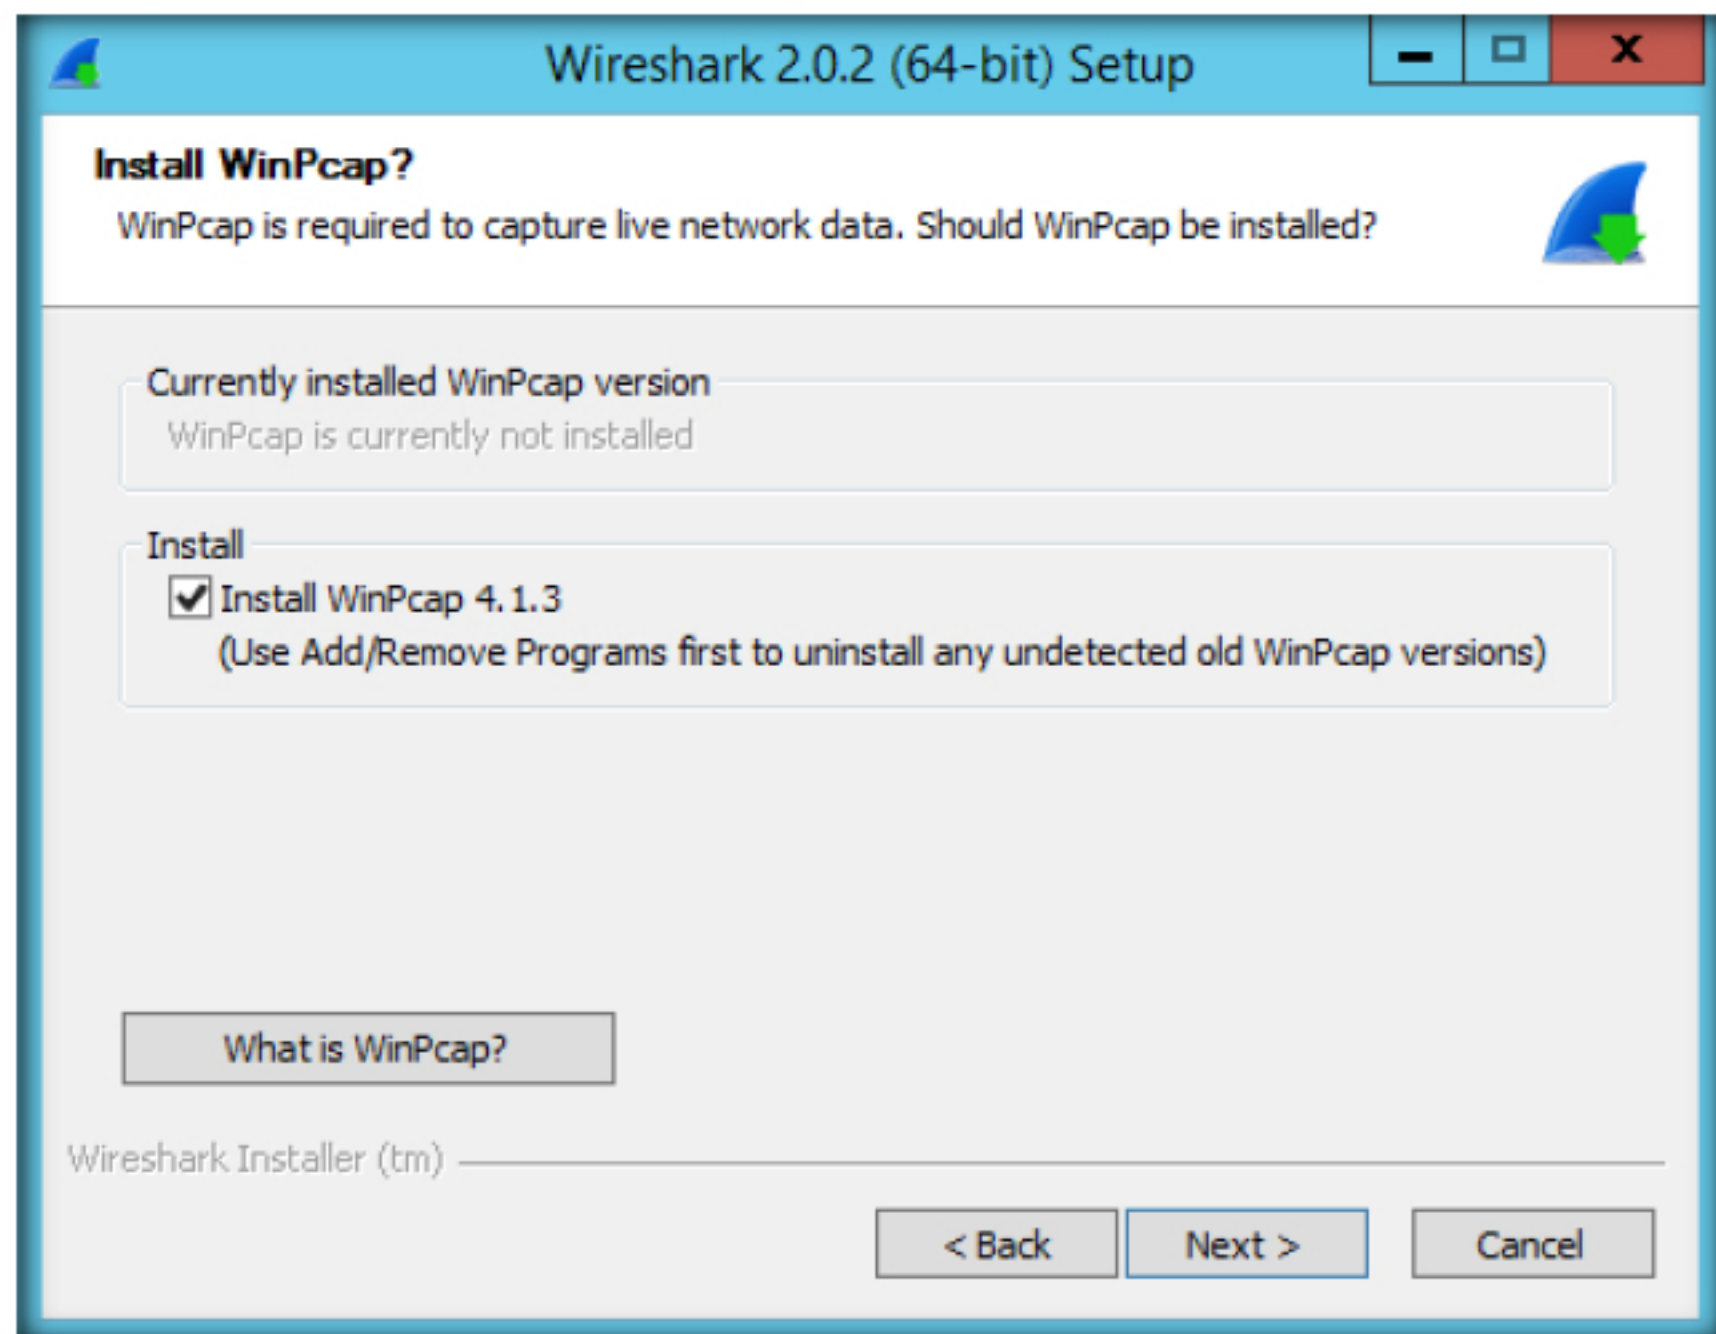 Wireshark 2.0.2 (64-bit) Setup
Install WinPcap?
WinPcap is required to capture live network data. Should WinPcap be installed?
Currently installed WinPcap version
WinPcap is currently not installed
Install
Install WinPcap 4.1.3
(Use Add/Remove Programs first to uninstall any undetected old WinPcap versions)
What is WinPcap?
Wireshark Installer (tm)
< Back
Next >
Cancel